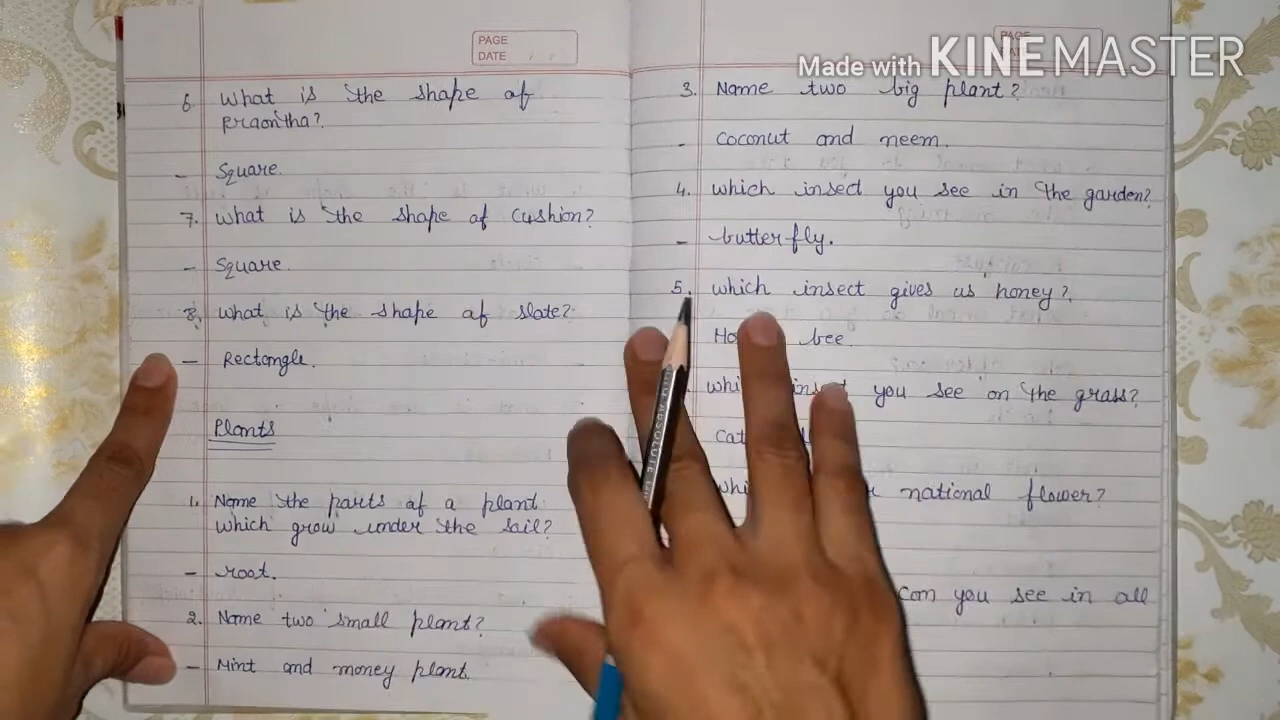 Made with KINEMASTER
PAGE
DATE
6. What is the shape of
praontha?
- Square.
7. What is the shape of cushion?
- Square.
8. What is the shape of slate?
- Rectangle.
Plants
1. Name the parts of a plant
which grow under the soil?
- root.
2. Name two small plant?
- Mint and money plant.
PAGE
3. Name two big plant?
- Coconut and neem.
4. which insect you see in the garden?
- butterfly.
5. which insect gives us honey?
bee.
you see on the grass?
national flower?
Can you see in all